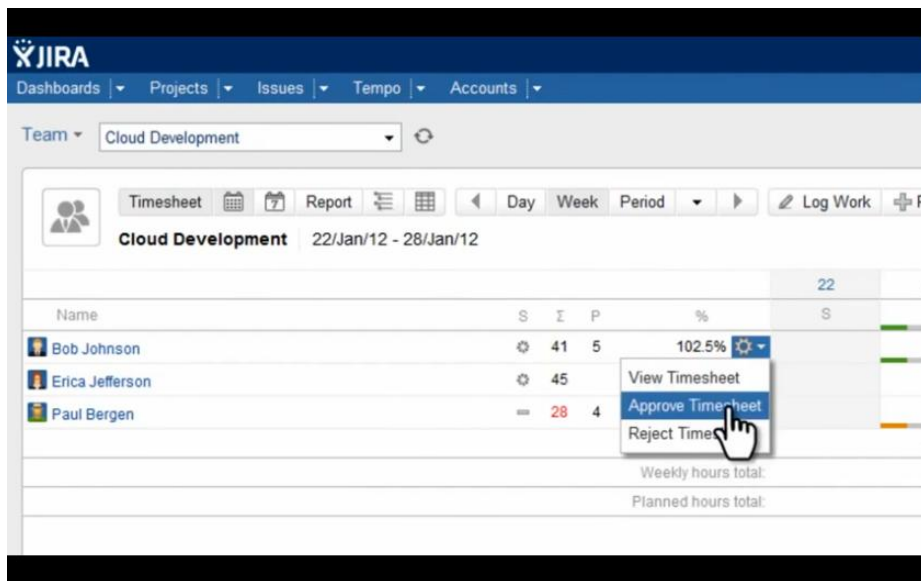 JIRA
Dashboards Projects Issues Tempo Accounts
Team Cloud Development
Timesheet 7 Report Day Week Period Log Work
Cloud Development 22/Jan/12 - 28/Jan/12
22
Name S Σ P % S
Bob Johnson 41 5 102.5%
Erica Jefferson 45 View Timesheet
Approve Timesheet
Paul Bergen 28 4
Reject
Weekly hours total:
Planned hours total: